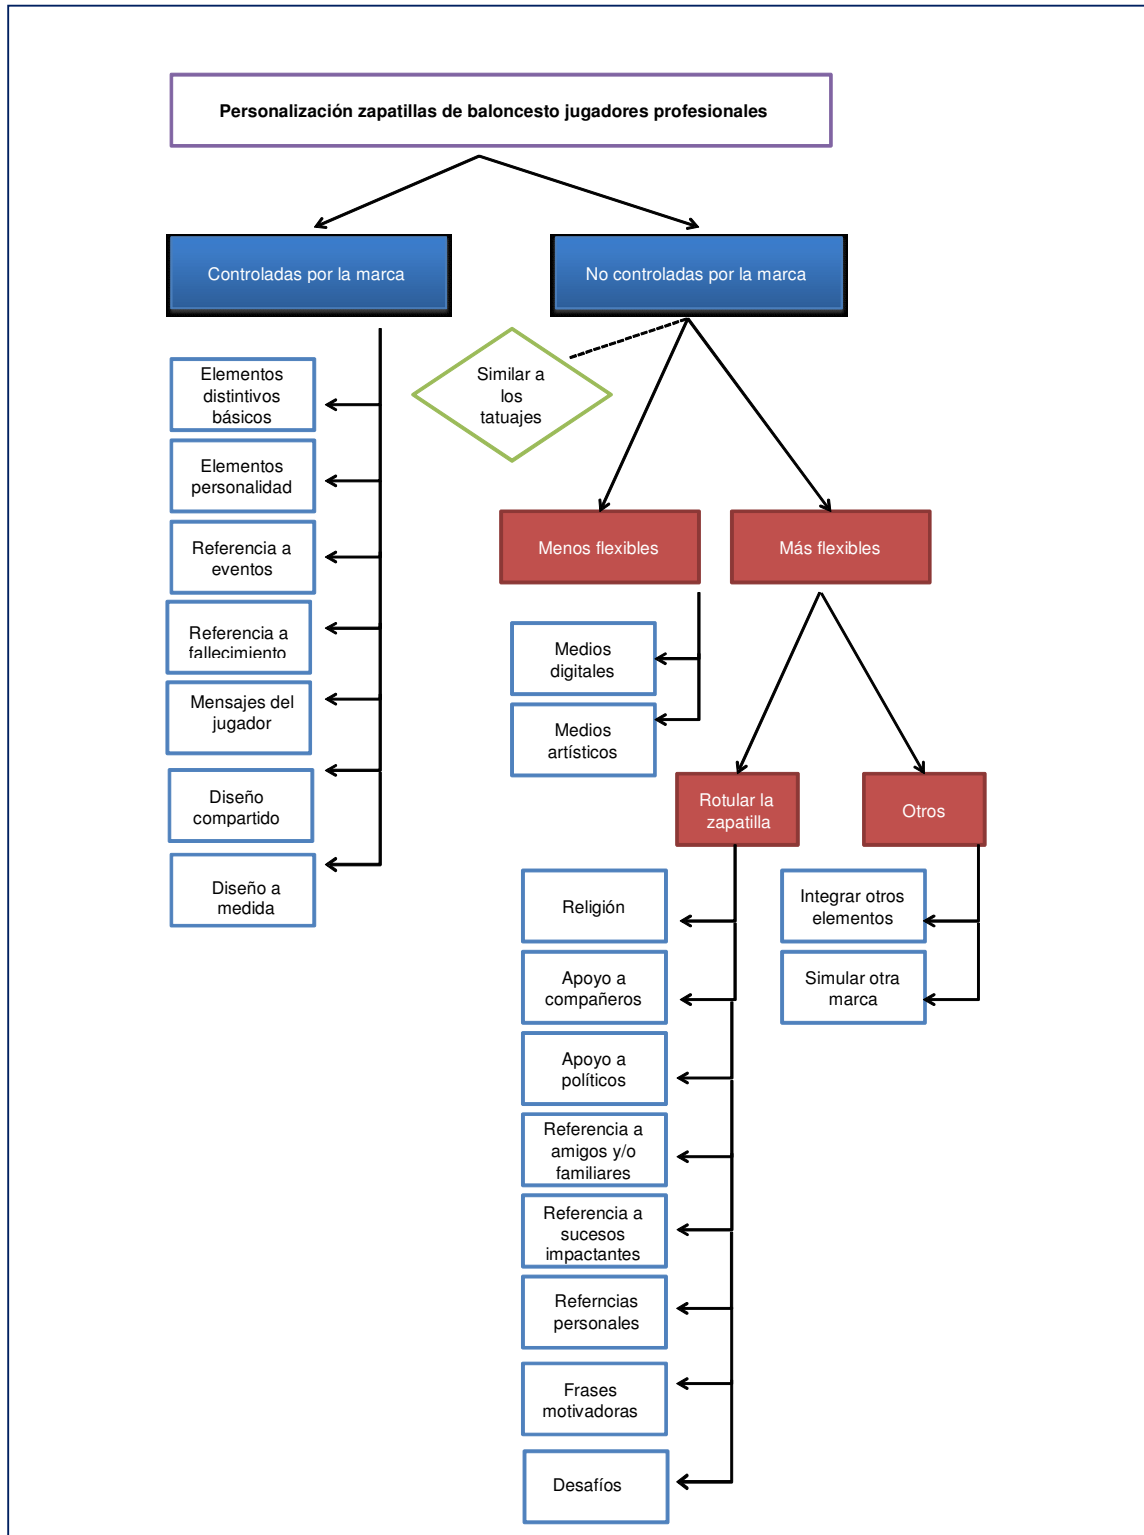 Personalización zapatillas de baloncesto jugadores profesionales
Controladas por la marca
No controladas por la marca
Similar a
los
tatuajes
Elementos
distintivos
básicos
Elementos
personalidad
Referencia a
eventos
Referencia a
fallecimiento
Mensajes del
jugador
Diseño
compartido
Diseño a
medida
Menos flexibles
Más flexibles
Medios
digitales
Medios
artísticos
Rotular la
zapatilla
Otros
Religión
Apoyo a
compañeros
Apoyo a
políticos
Referencia a
amigos y/o
familiares
Referencia a
sucesos
impactantes
Referncias
personales
Frases
motivadoras
Desafíos
Integrar otros
elementos
Simular otra
marca